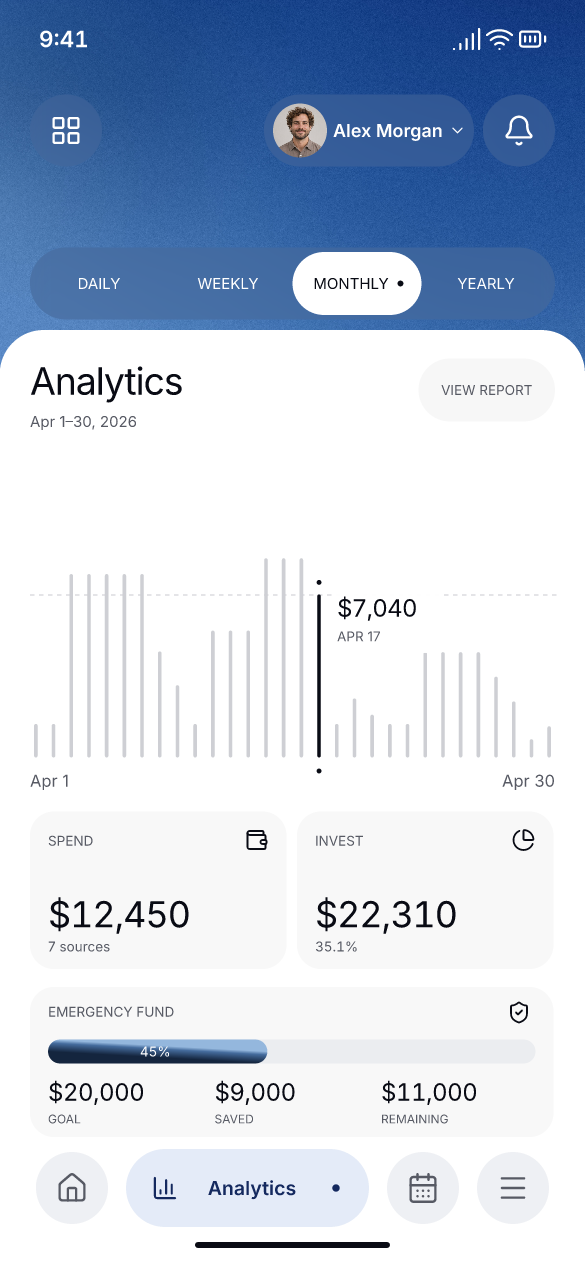 9:41
Alex Morgan
DAILY WEEKLY MONTHLY • YEARLY
Analytics
VIEW REPORT
Apr 1–30, 2026
$7,040
APR 17
Apr 1 Apr 30
SPEND INVEST
$12,450 $22,310
7 sources 35.1%
EMERGENCY FUND
45%
$20,000 $9,000 $11,000
GOAL SAVED REMAINING
Analytics •